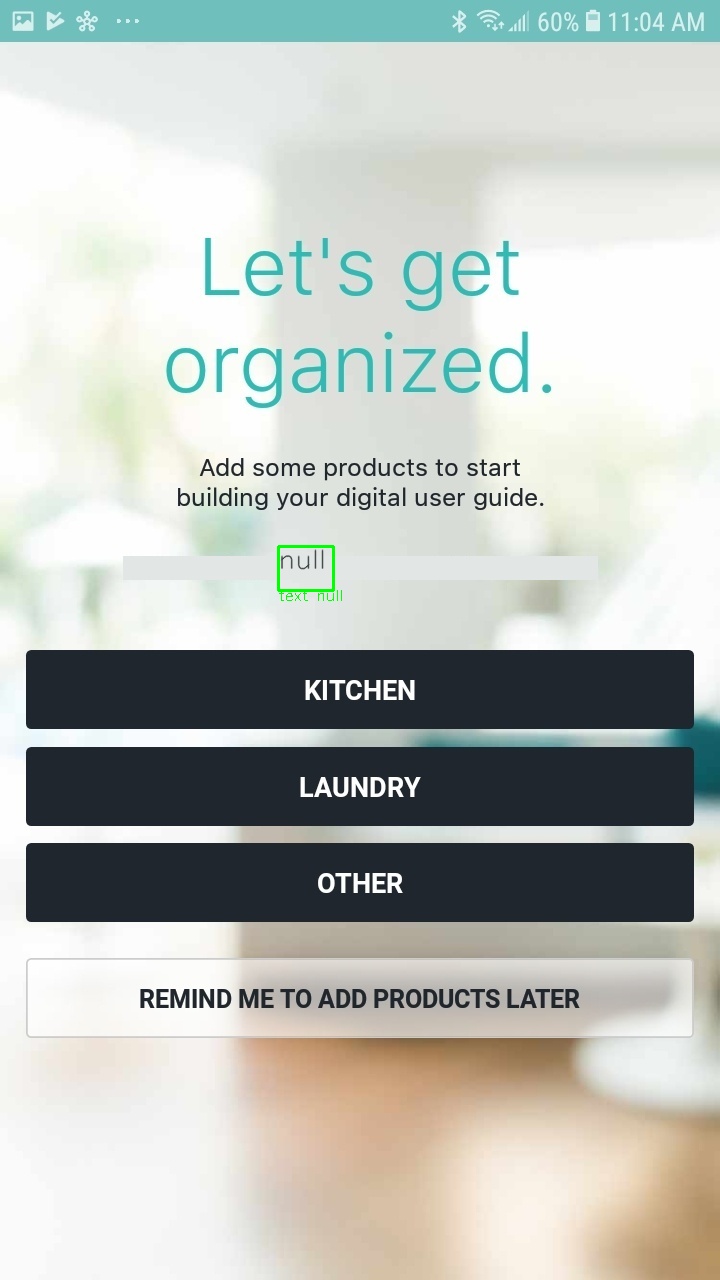 60% 11:04 AM
Let's get
organized.
Add some products to start
building your digital user guide.
null
text null
KITCHEN
LAUNDRY
OTHER
REMIND ME TO ADD PRODUCTS LATER